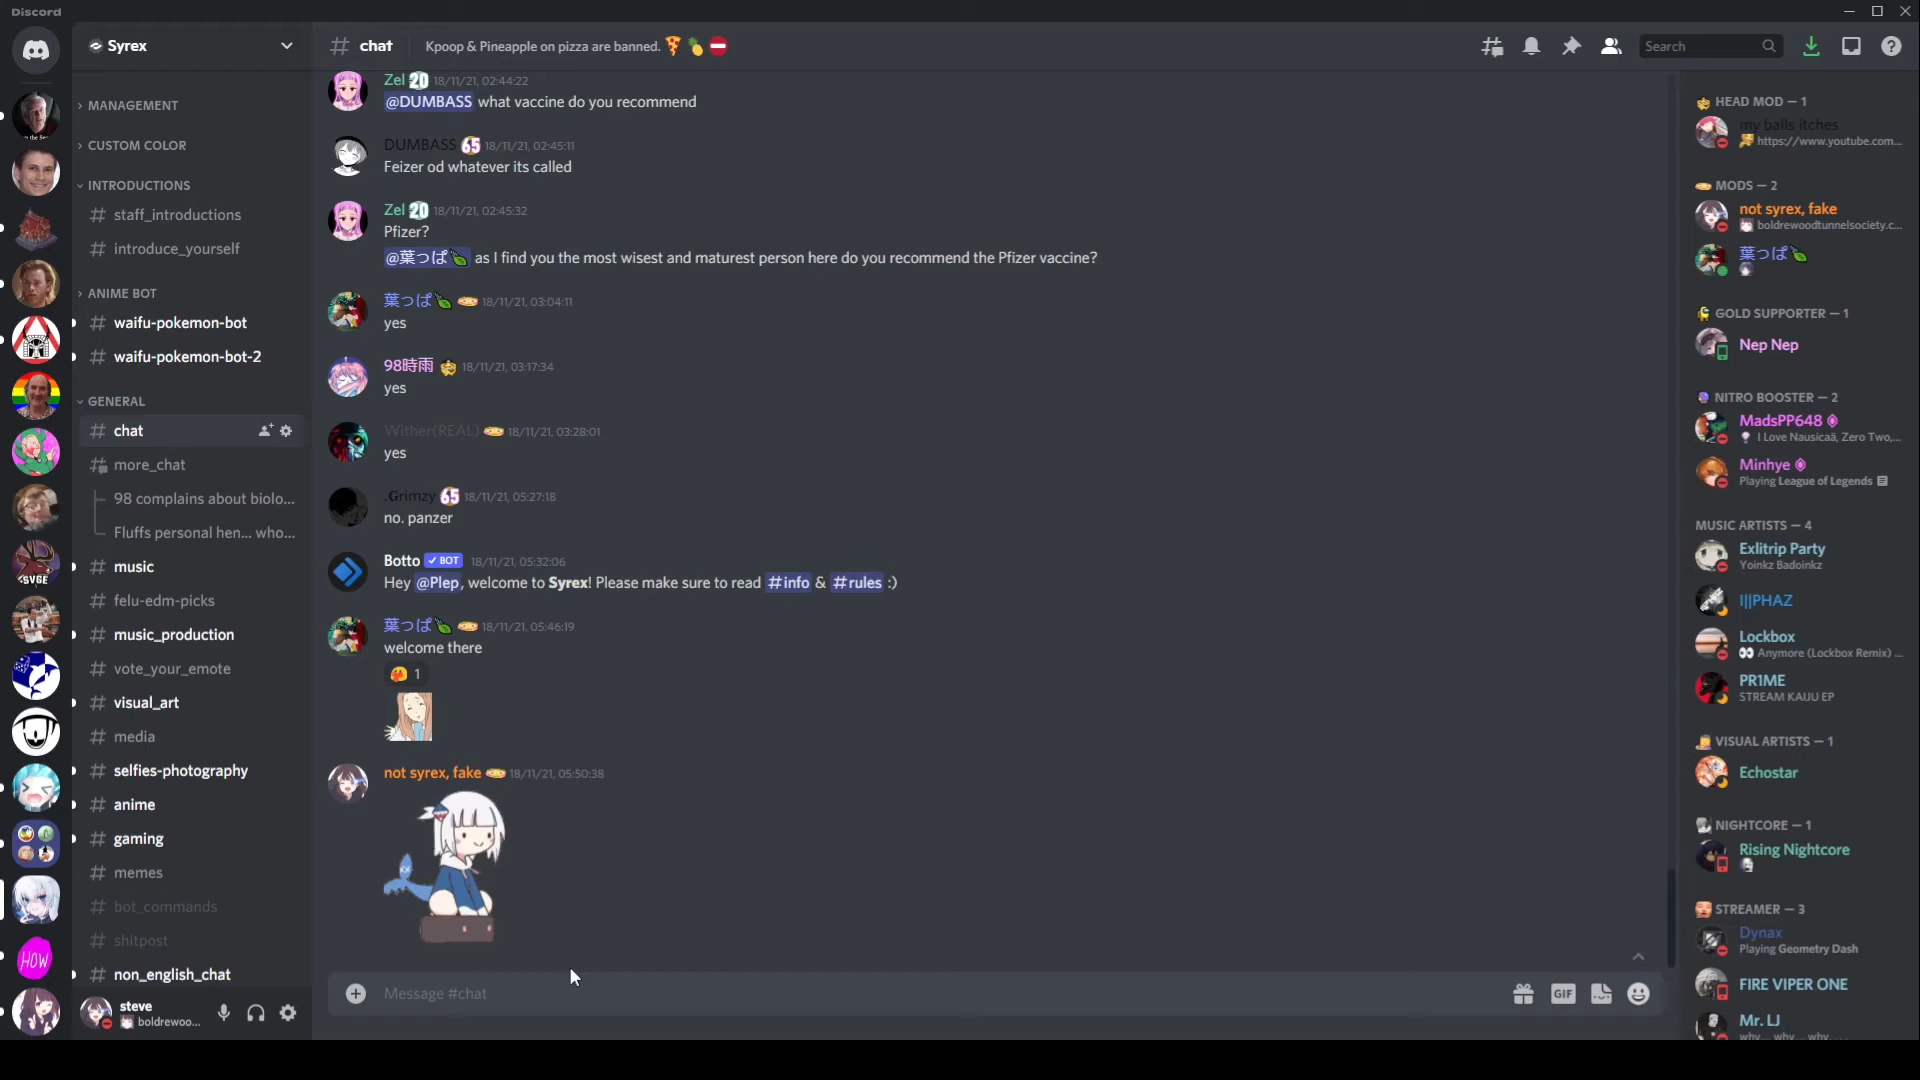 Discord
Syrex
MANAGEMENT
CUSTOM COLOR
INTRODUCTIONS
staff_introductions
introduce_yourself
ANIME BOT
waifu-pokemon-bot
waifu-pokemon-bot-2
GENERAL
chat
more_chat
98 complains about biolo...
Fluffs personal hen... who...
music
felu-edm-picks
music_production
vote_your_emote
visual_art
media
selfies-photography
anime
gaming
memes
bot_commands
shitpost
non_english_chat
SVGE
HOW
steve
boldrewoo...
# chat
Kpoop & Pineapple on pizza are banned. 🍕 🍍 ⛔
Search
Zel 20 18/11/21, 02:44:22
@DUMBASS what vaccine do you recommend
DUMBASS 65 18/11/21, 02:45:11
Feizer od whatever its called
Zel 20 18/11/21, 02:45:32
Pfizer?
@葉っぱ as I find you the most wisest and maturest person here do you recommend the Pfizer vaccine?
葉っぱ 18/11/21, 03:04:11
yes
98時雨 18/11/21, 03:17:34
yes
Wither(REAL) 18/11/21, 03:28:01
yes
.Grimzy 65 18/11/21, 05:27:18
no. panzer
Botto ✓ BOT 18/11/21, 05:32:06
Hey @Plep, welcome to Syrex! Please make sure to read #info & #rules :)
葉っぱ 18/11/21, 05:46:19
welcome there
1
not syrex, fake 18/11/21, 05:50:38
Message #chat
GIF
HEAD MOD — 1
my balls itches
https://www.youtube.com...
MODS — 2
not syrex, fake
boldrewoodtunnelsociety.c...
葉っぱ
GOLD SUPPORTER — 1
Nep Nep
NITRO BOOSTER — 2
MadsPP648
I Love Nausicaä, Zero Two,...
Minhye
Playing League of Legends
MUSIC ARTISTS — 4
Exlitrip Party
Yoinkz Badoinkz
I||PHAZ
Lockbox
👀 Anymore (Lockbox Remix) ...
PR1ME
STREAM KAIJU EP
VISUAL ARTISTS — 1
Echostar
NIGHTCORE — 1
Rising Nightcore
STREAMER — 3
Dynax
Playing Geometry Dash
FIRE VIPER ONE
Mr. LJ
why... why... why...